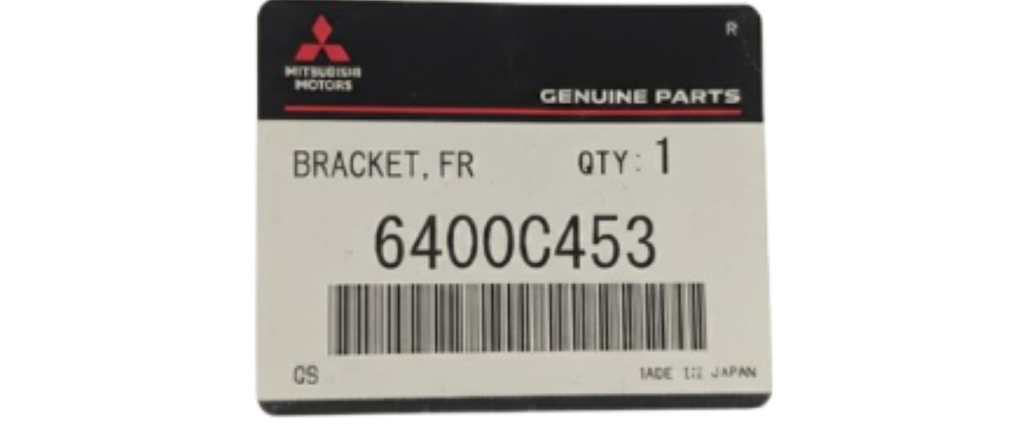 R
MITSUBISHI
MOTORS
GENUINE PARTS
BRACKET, FR QTY: 1
6400C453
CS JAPAN